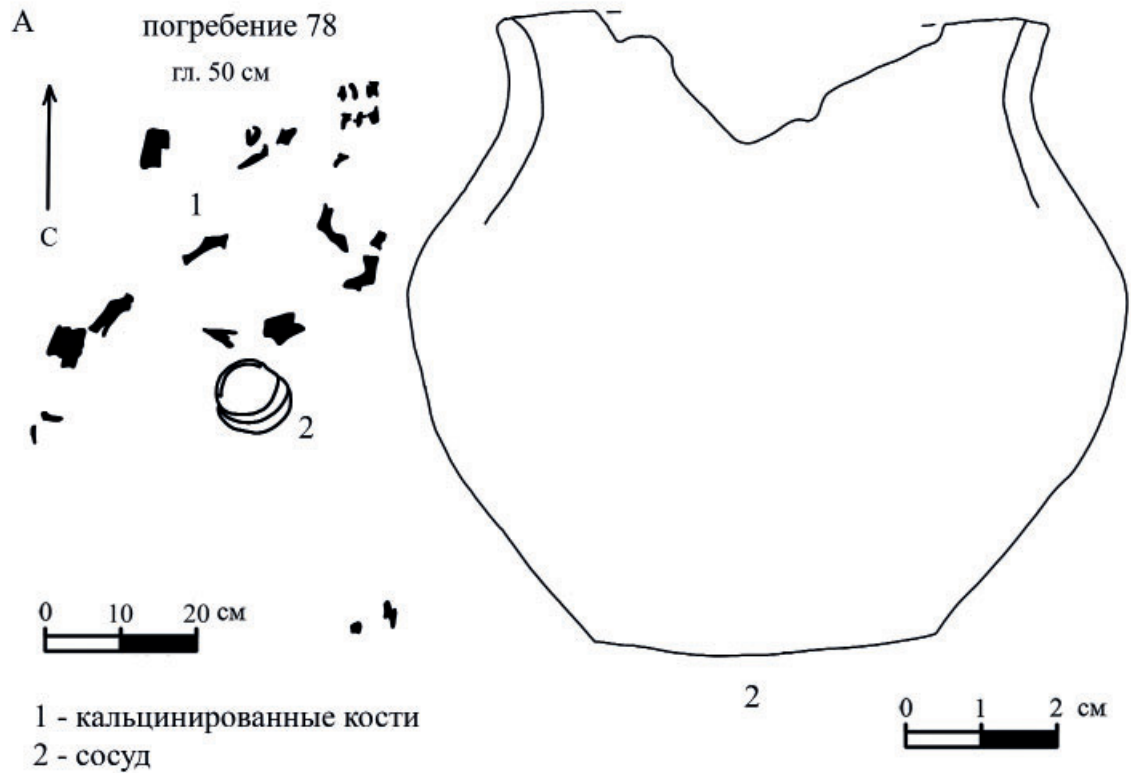 А
погребение 78
гл. 50 см
С
1
2
0 10 20 см
1 - кальцинированные кости
2 - сосуд
2
0 1 2 см